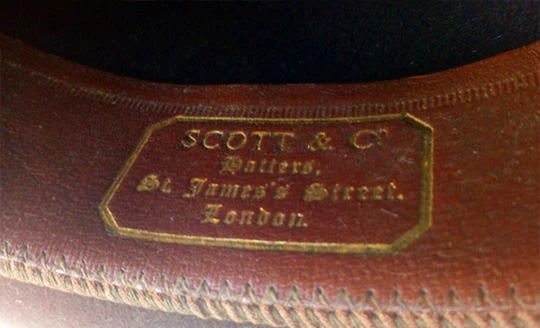 SCOTT & Cº
Hatters,
St. James's Street,
London.